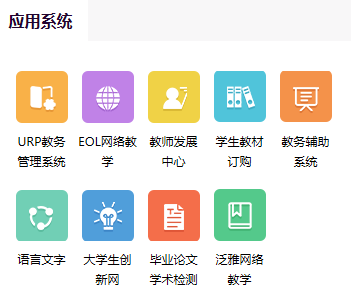 应用系统
URP教务
管理系统
EOL网络教
学
教师发展
中心
学生教材
订购
教务辅助
系统
语言文字
大学生创
新网
毕业论文
学术检测
泛雅网络
教学